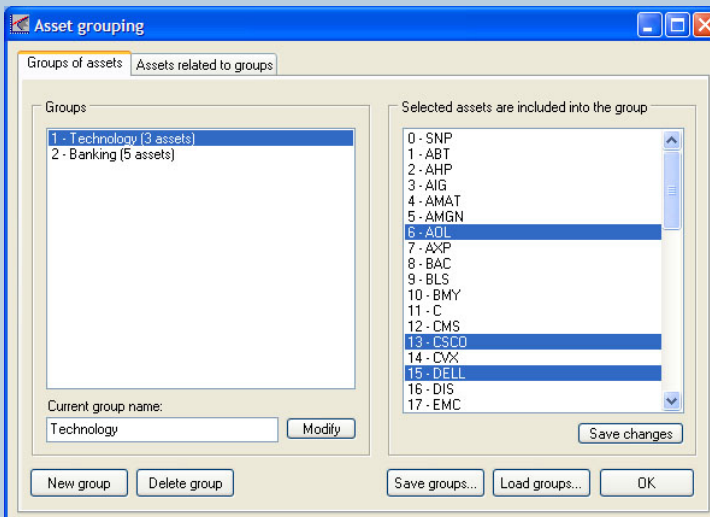 Asset grouping
Groups of assets
Assets related to groups
Groups
1 - Technology (3 assets)
2 - Banking (5 assets)
Current group name:
Technology
Modify
Selected assets are included into the group
0 - SNP
1 - ABT
2 - AHP
3 - AIG
4 - AMAT
5 - AMGN
6 - AOL
7 - AXP
8 - BAC
9 - BLS
10 - BMY
11 - C
12 - CMS
13 - CSCO
14 - CVX
15 - DELL
16 - DIS
17 - EMC
Save changes
New group
Delete group
Save groups...
Load groups...
OK